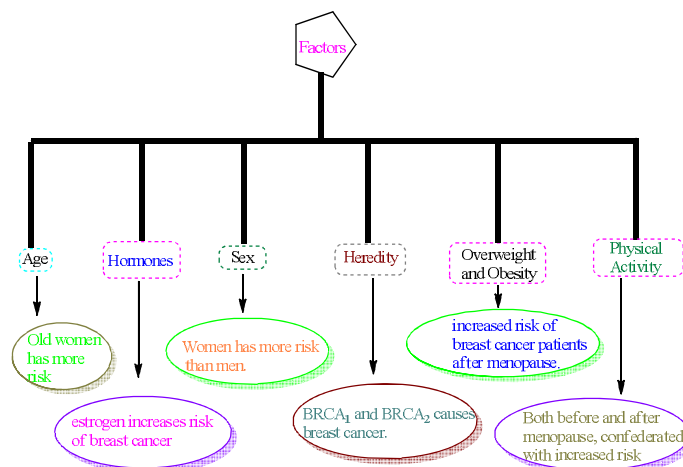 Factors
Age
Hormones
Sex
Heredity
Overweight
and Obesity
Physical
Activity
Old women
has more
risk
estrogen increases risk
of breast cancer
Women has more risk
than men.
BRCA₁ and BRCA₂ causes
breast cancer.
increased risk of
breast cancer patients
after menopause.
Both before and after
menopause, confederated
with increased risk